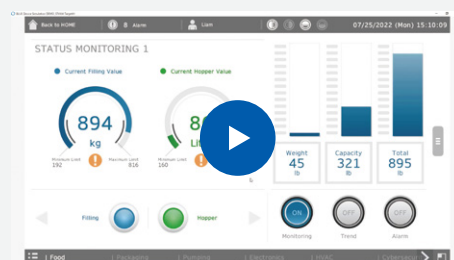 Back to HOME
8 Alarm
Liam
07/25/2022 (Mon) 15:10:09
STATUS MONITORING 1
Current Filling Value
Current Hopper Value
894
kg
Minimum Limit
192
Maximum Limit
816
Minimum Limit
160
Weight
45
lb
Capacity
321
lb
Total
895
lb
Filling
Hopper
ON
Monitoring
OFF
Trend
OFF
Alarm
Food
Packaging
Pumping
Electronics
HVAC